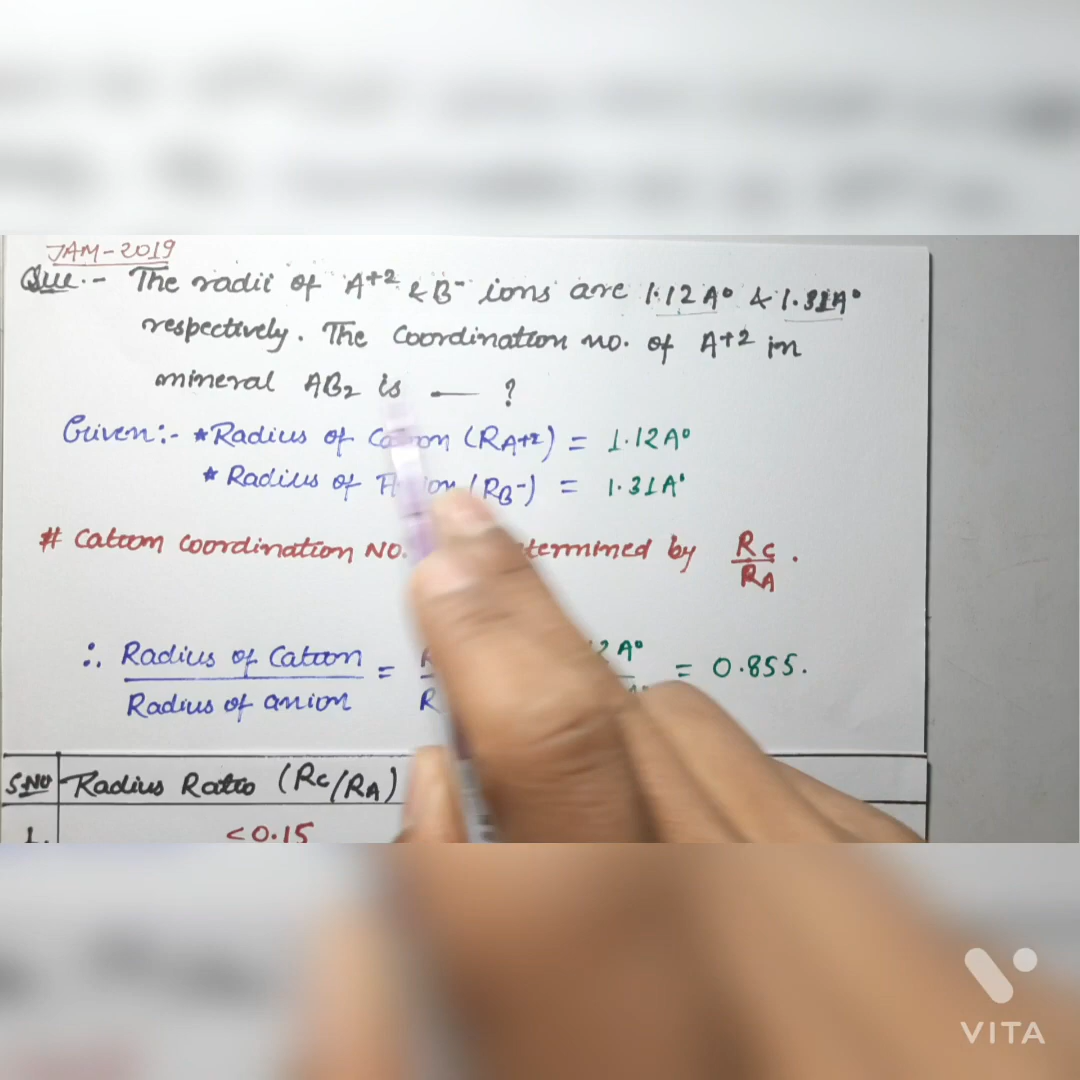 JAM-2019
Que.- The radii of A+2 & B- ions are 1.12A° & 1.31A°
respectively. The Coordination no. of A+2 in
mineral AB2 is — ?
Given:- *Radius of (RA+2) = 1.12A°
* Radius of (RB-) = 1.31A°
# Cation Coordination NO. by RC/RA.
∴ Radius of Cation / Radius of anion = = 0.855.
S.NO Radius Ratio (RC/RA)
1. <0.15
VITA